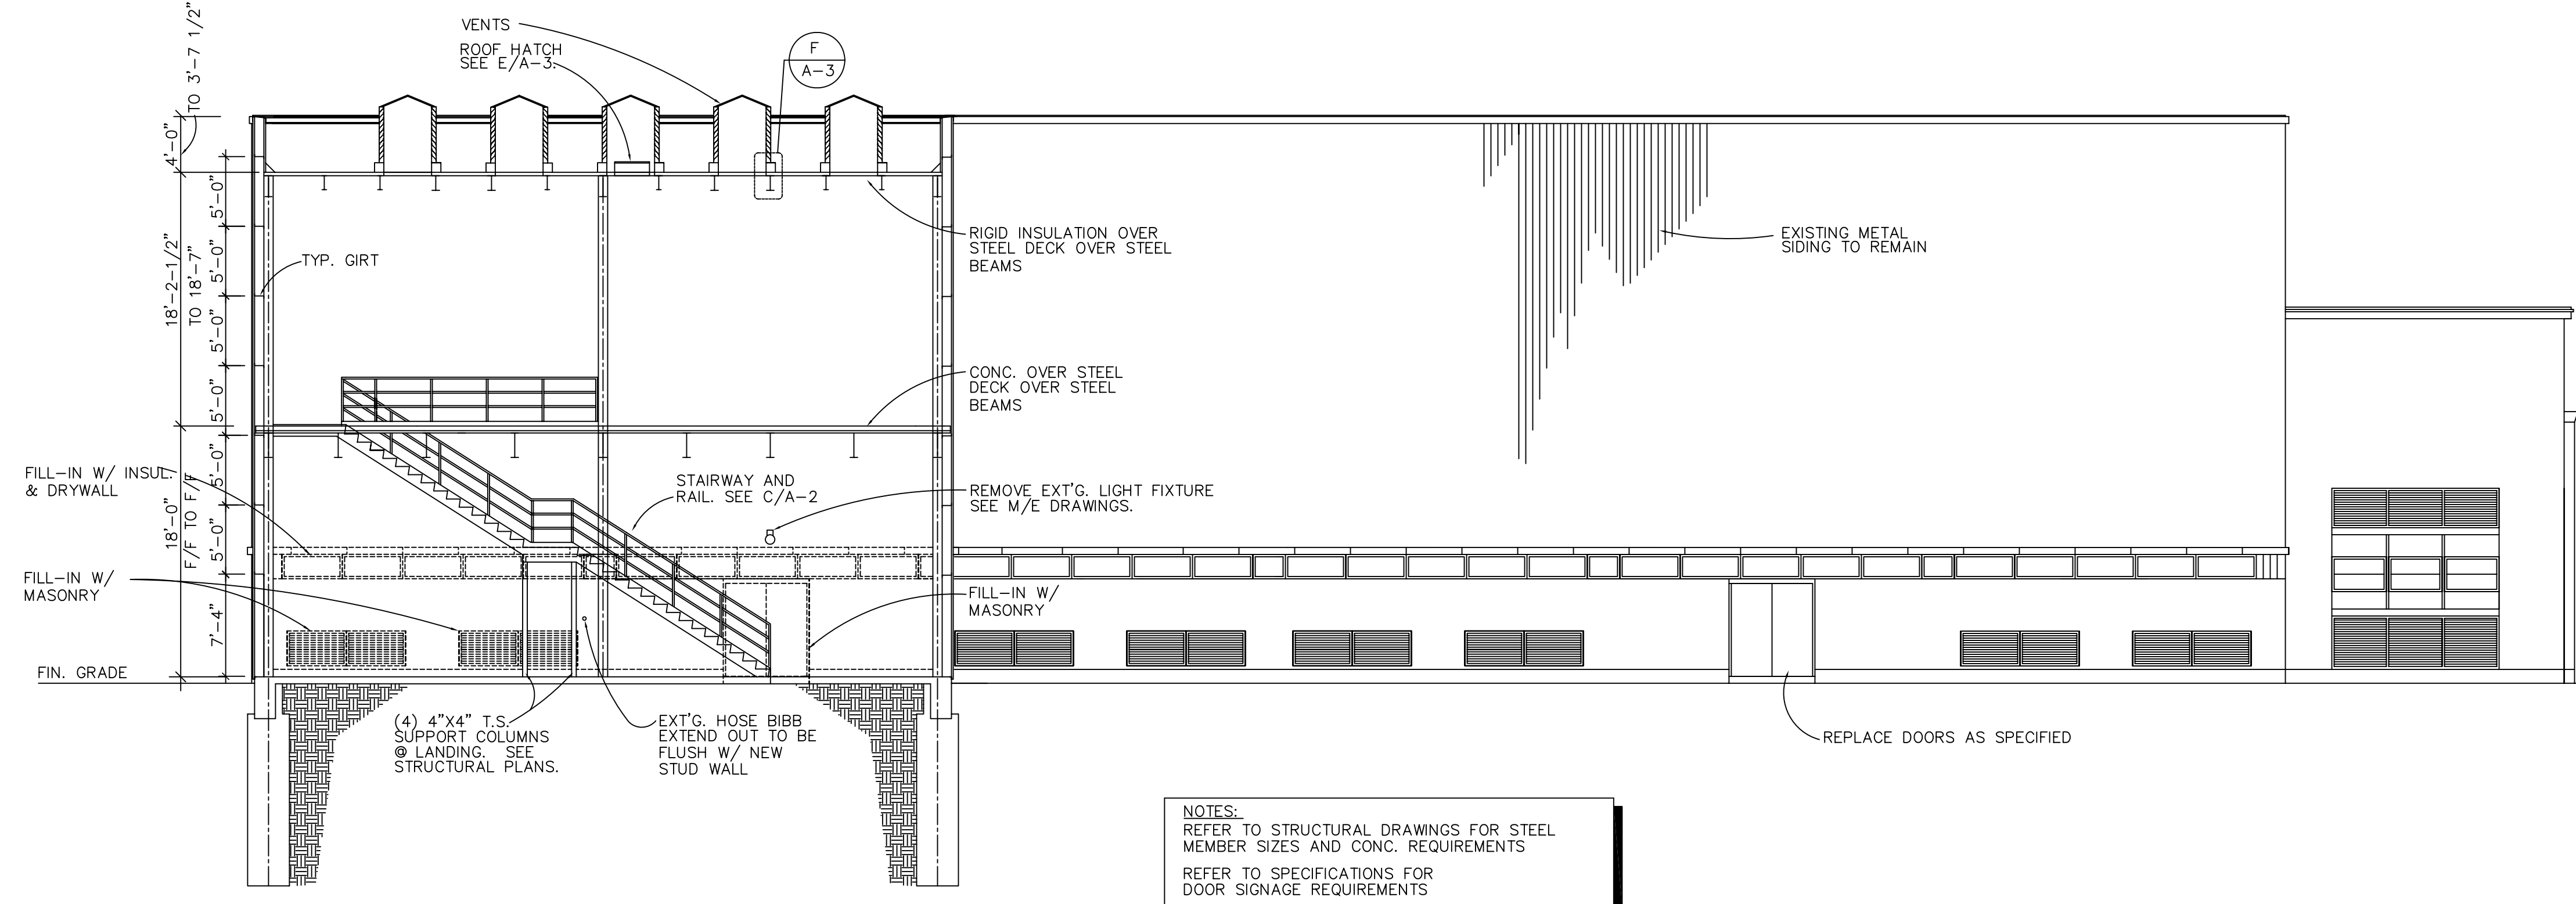 VENTS
ROOF HATCH
SEE E/A-3.
F
A-3
TO 3'-7 1/2"
4'-0"
18'-2-1/2"
TO 18'-7"
5'-0"
5'-0"
5'-0"
5'-0"
5'-0"
5'-0"
7'-4"
18'-0"
F/F TO F/F
TYP. GIRT
RIGID INSULATION OVER
STEEL DECK OVER STEEL
BEAMS
EXISTING METAL
SIDING TO REMAIN
CONC. OVER STEEL
DECK OVER STEEL
BEAMS
FILL-IN W/ INSUL.
& DRYWALL
STAIRWAY AND
RAIL. SEE C/A-2
REMOVE EXT'G. LIGHT FIXTURE
SEE M/E DRAWINGS.
FILL-IN W/
MASONRY
FILL-IN W/
MASONRY
FIN. GRADE
(4) 4"X4" T.S.
SUPPORT COLUMNS
@ LANDING. SEE
STRUCTURAL PLANS.
EXT'G. HOSE BIBB
EXTEND OUT TO BE
FLUSH W/ NEW
STUD WALL
REPLACE DOORS AS SPECIFIED
NOTES:
REFER TO STRUCTURAL DRAWINGS FOR STEEL
MEMBER SIZES AND CONC. REQUIREMENTS
REFER TO SPECIFICATIONS FOR
DOOR SIGNAGE REQUIREMENTS